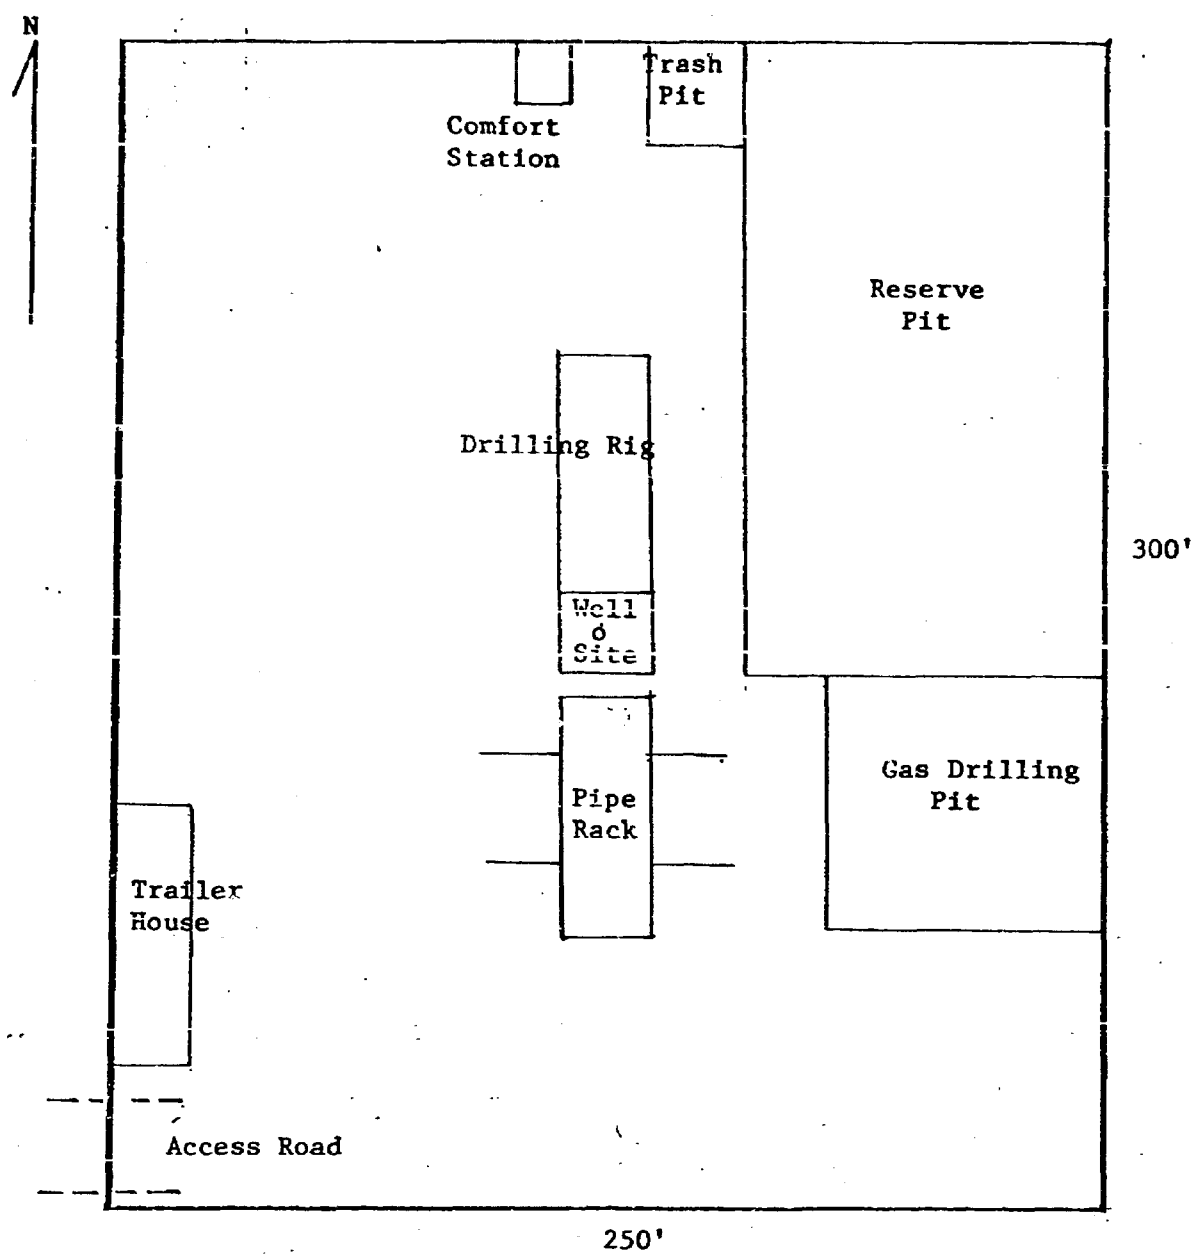 N
Trash
Pit
Comfort
Station
Reserve
Pit
Drilling Rig
300'
Well
Site
Gas Drilling
Pit
Pipe
Rack
Trailer
House
Access Road
250'